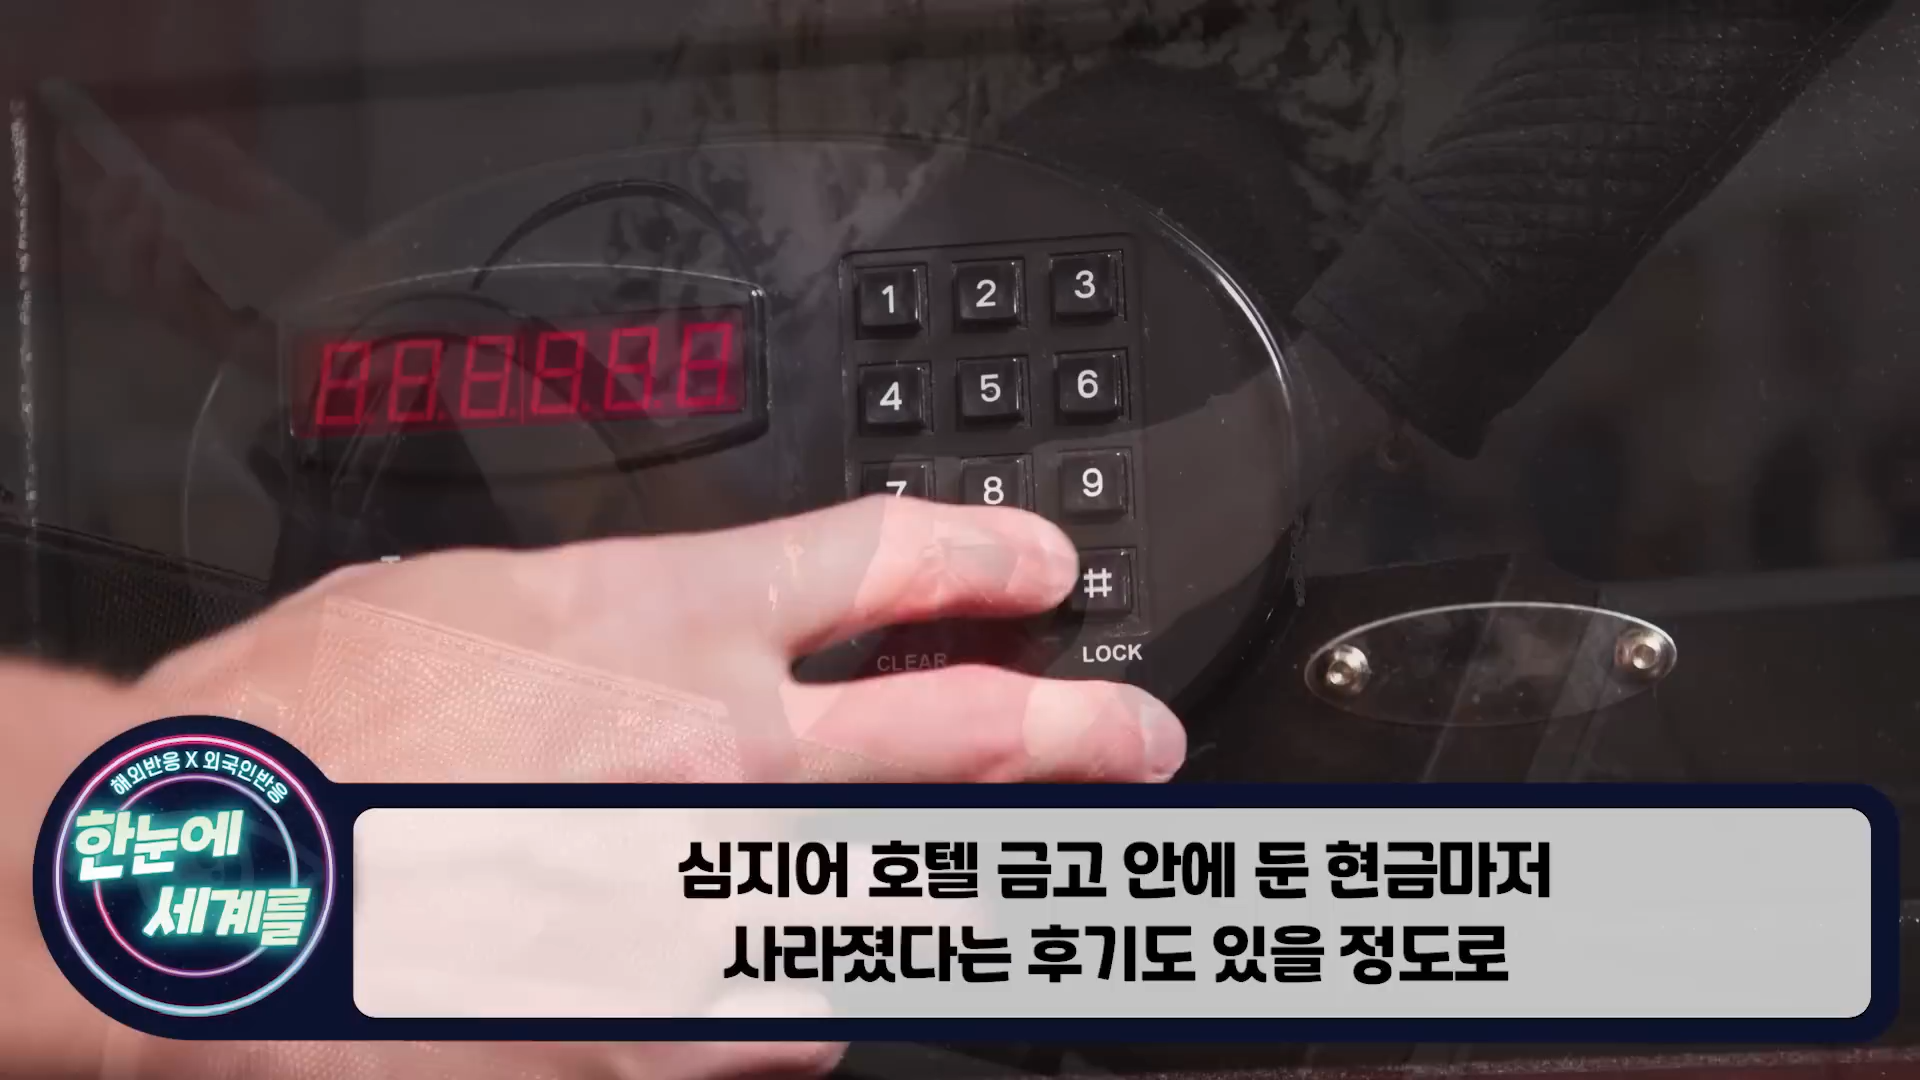 1 2 3
4 5 6
7 8 9
#
CLEAR
LOCK
해외반응 X 외국인반응
한눈에
세계를
심지어 호텔 금고 안에 둔 현금마저
사라졌다는 후기도 있을 정도로